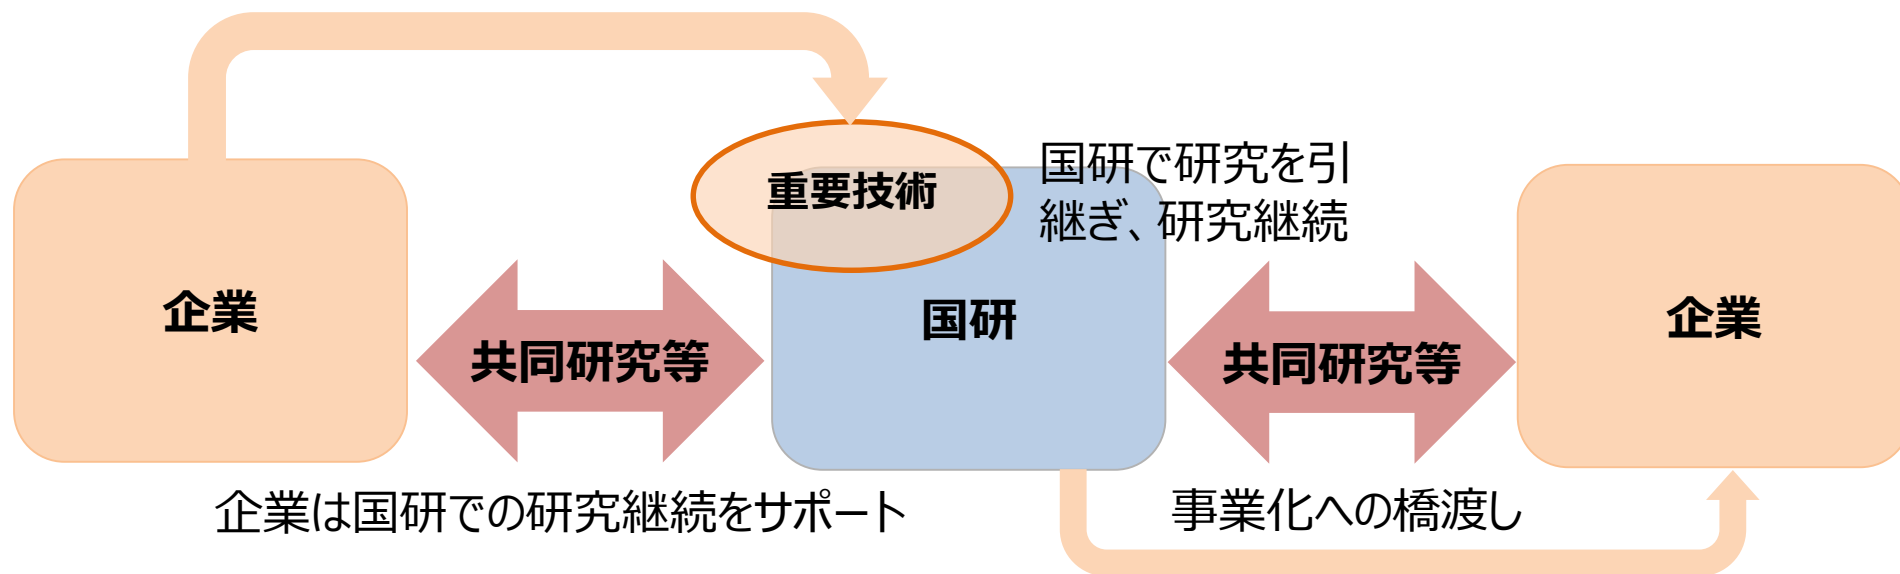 重要技術
国研で研究を引
継ぎ、研究継続
企業
共同研究等
国研
共同研究等
企業
企業は国研での研究継続をサポート
事業化への橋渡し